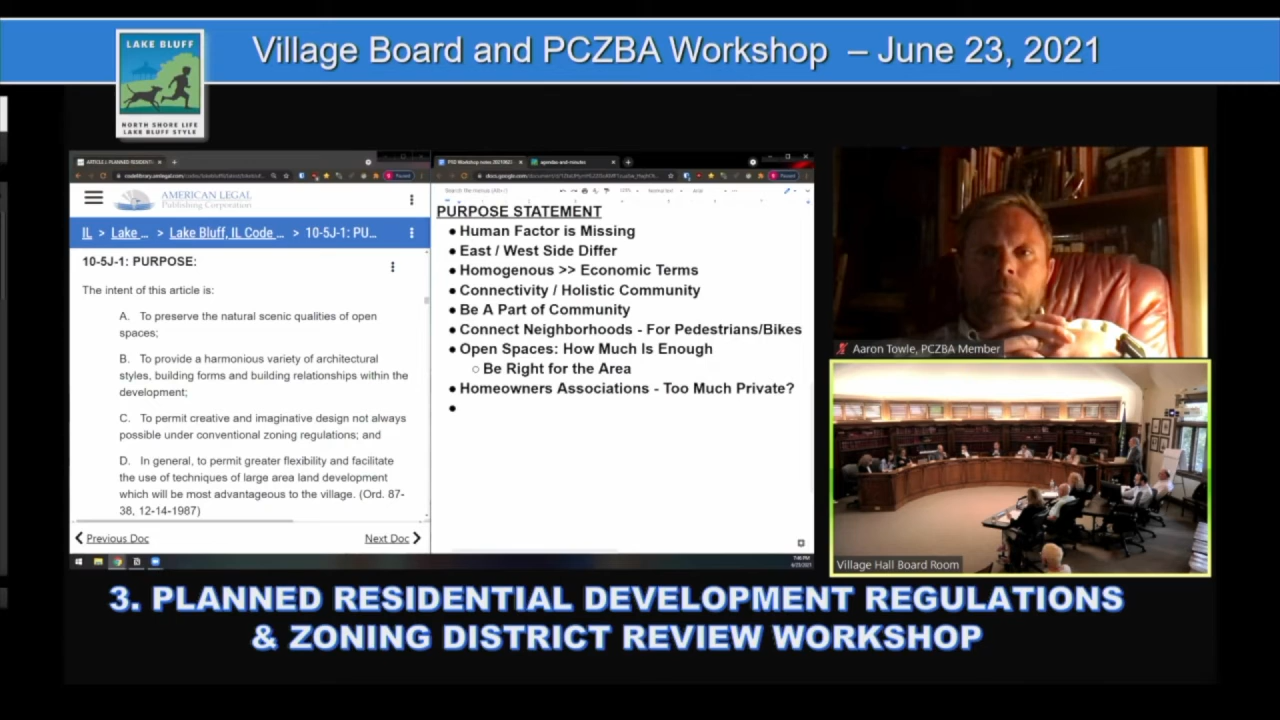 Village Board and PCZBA Workshop – June 23, 2021
LAKE BLUFF
NORTH SHORE LIFE
LAKE BLUFF STYLE
AMERICAN LEGAL
Publishing Corporation
IL > Lake ... > Lake Bluff, IL Code ... > 10-5J-1: PU...
10-5J-1: PURPOSE:
The intent of this article is:
A. To preserve the natural scenic qualities of open
spaces;
B. To provide a harmonious variety of architectural
styles, building forms and building relationships within the
development;
C. To permit creative and imaginative design not always
possible under conventional zoning regulations; and
D. In general, to permit greater flexibility and facilitate
the use of techniques of large area land development
which will be most advantageous to the village. (Ord. 87-
38, 12-14-1987)
Previous Doc
Next Doc
agendas-and-minutes
Search the menus (Alt+/)
PURPOSE STATEMENT
• Human Factor is Missing
• East / West Side Differ
• Homogenous >> Economic Terms
• Connectivity / Holistic Community
• Be A Part of Community
• Connect Neighborhoods - For Pedestrians/Bikes
• Open Spaces: How Much Is Enough
○ Be Right for the Area
• Homeowners Associations - Too Much Private?
•
Aaron Towle, PCZBA Member
Village Hall Board Room
3. PLANNED RESIDENTIAL DEVELOPMENT REGULATIONS
& ZONING DISTRICT REVIEW WORKSHOP